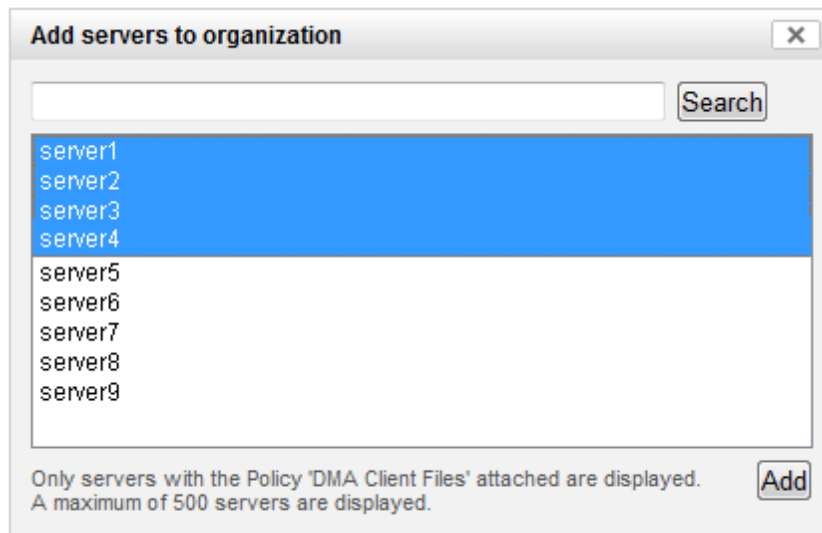 Add servers to organization
Search
server1
server2
server3
server4
server5
server6
server7
server8
server9
Only servers with the Policy 'DMA Client Files' attached are displayed.
A maximum of 500 servers are displayed.
Add